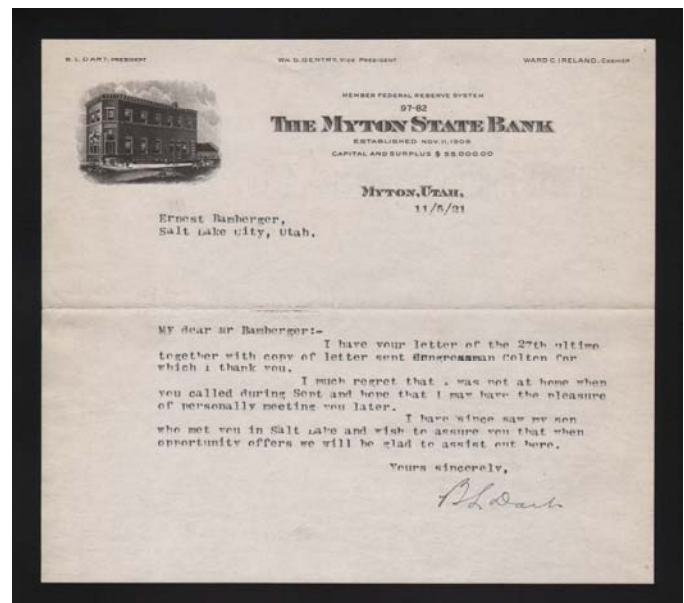 B. L. DART, PRESIDENT WM. G. GENTRY, VICE PRESIDENT WARD C. IRELAND, CASHIER
MEMBER FEDERAL RESERVE SYSTEM
97-82
THE MYTON STATE BANK
ESTABLISHED NOV. 11, 1909
CAPITAL AND SURPLUS $ 55,000.00
MYTON, UTAH,
11/5/21
Ernest Bamberger,
Salt Lake City, Utah.
My dear Mr Bamberger:-
I have your letter of the 27th ultimo
together with copy of letter sent Congressman Colton for
which I thank you.
I much regret that I was not at home when
you called during Sept and hope that I may have the pleasure
of personally meeting you later.
I have since saw my son
who met you in Salt Lake and wish to assure you that when
opportunity offers we will be glad to assist out here.
Yours sincerely,
B L Dart